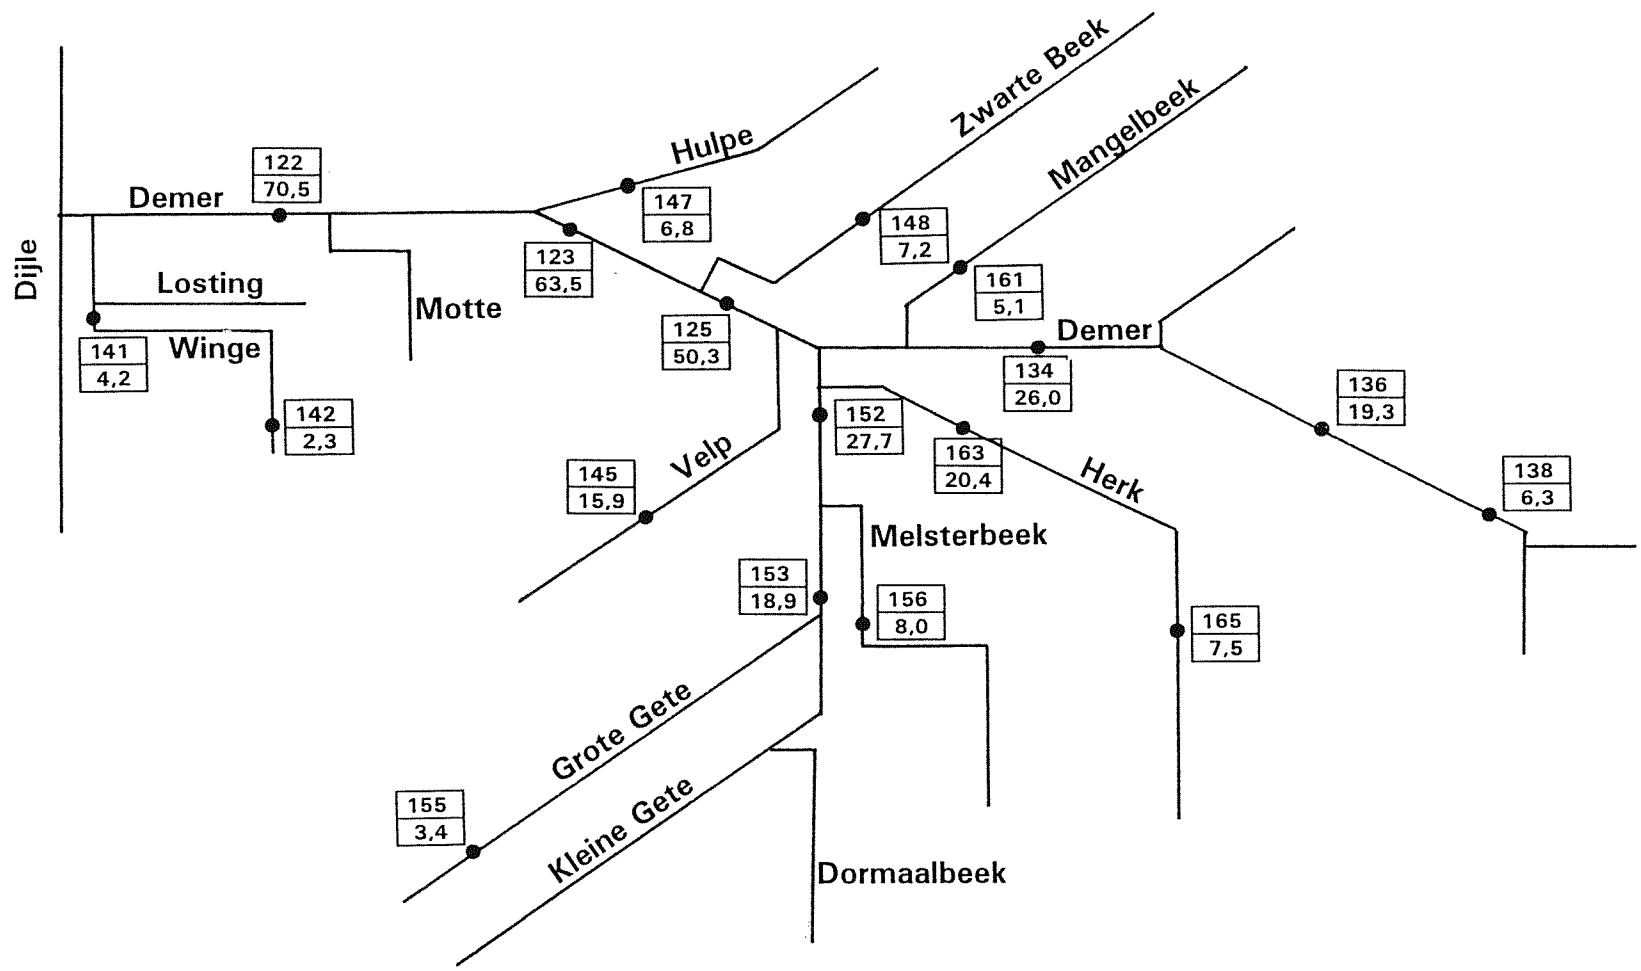 Zwarte Beek
Mangelbeek
Hulpe
122
70,5
Demer
147
6,8
148
7,2
123
63,5
161
5,1
Dijle
Losting
Motte
125
50,3
Demer
Winge
141
4,2
134
26,0
136
19,3
142
2,3
152
27,7
Velp
163
20,4
Herk
145
15,9
138
6,3
Melsterbeek
153
18,9
156
8,0
165
7,5
Grote Gete
155
3,4
Kleine Gete
Dormaalbeek